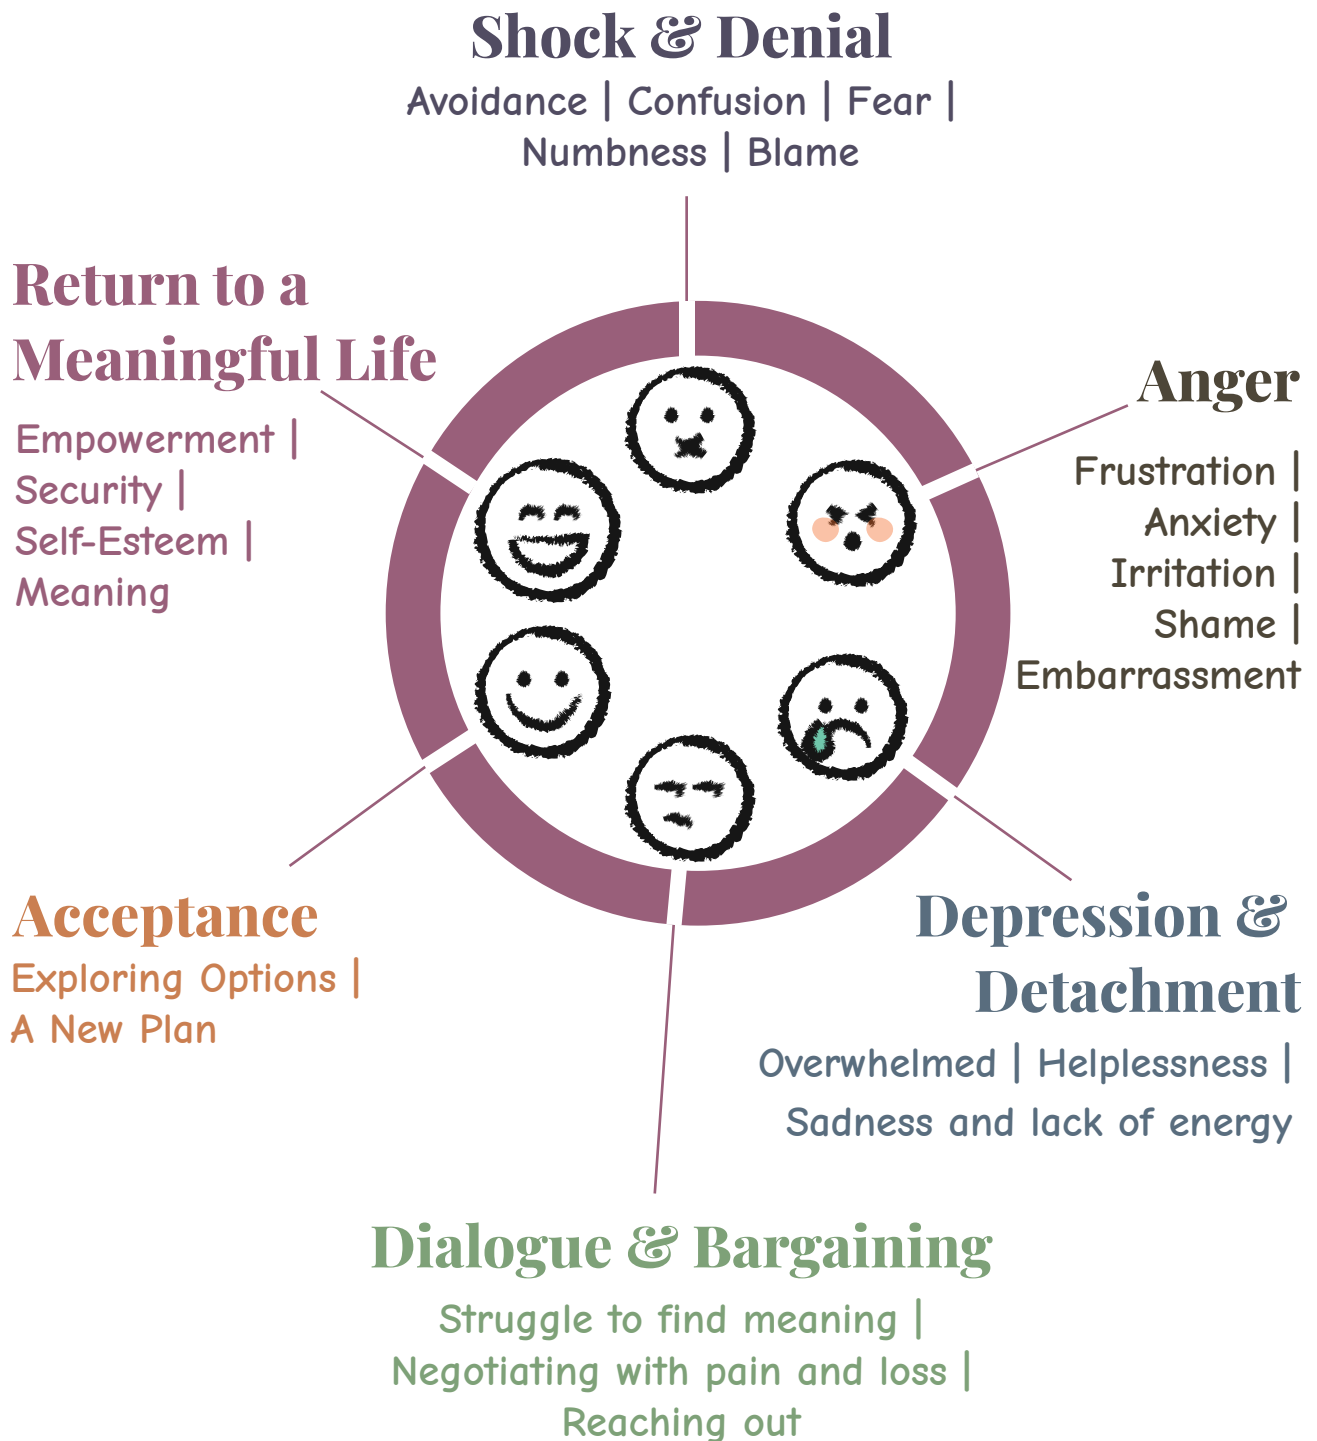 Shock & Denial
Avoidance | Confusion | Fear |
Numbness | Blame
Anger
Frustration |
Anxiety |
Irritation |
Shame |
Embarrassment
Depression &
Detachment
Overwhelmed | Helplessness |
Sadness and lack of energy
Dialogue & Bargaining
Struggle to find meaning |
Negotiating with pain and loss |
Reaching out
Acceptance
Exploring Options |
A New Plan
Return to a
Meaningful Life
Empowerment |
Security |
Self-Esteem |
Meaning